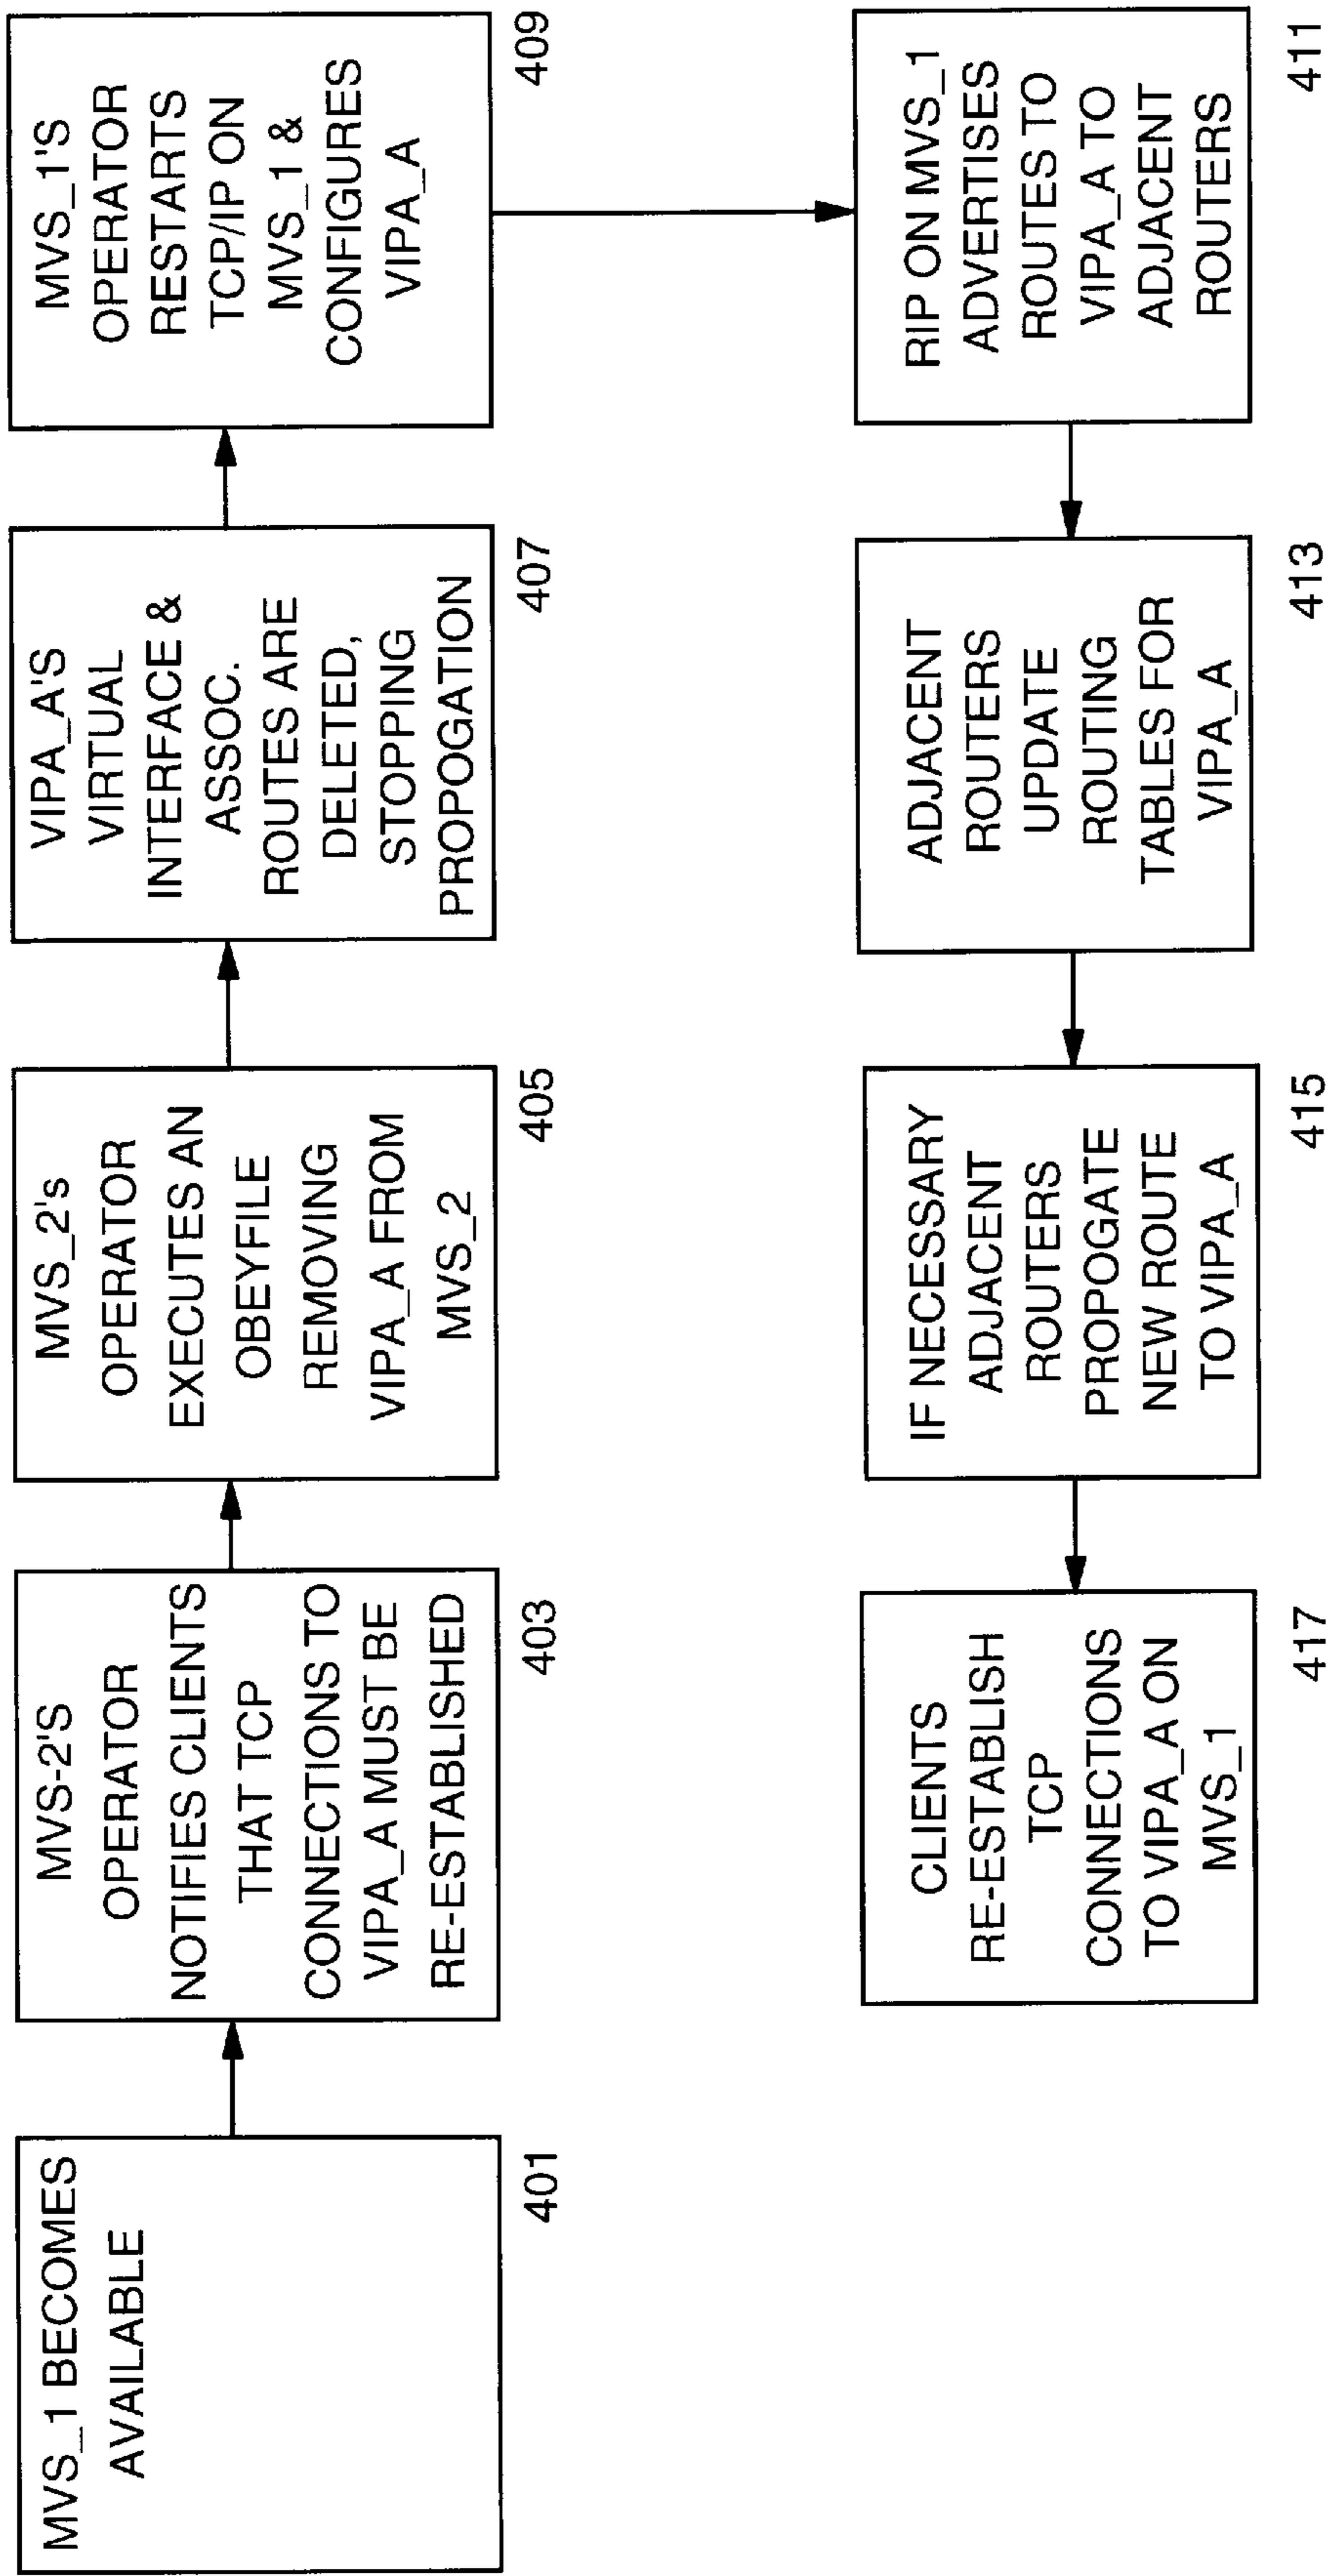 MVS_1 BECOMES
AVAILABLE
401
MVS-2'S
OPERATOR
NOTIFIES CLIENTS
THAT TCP
CONNECTIONS TO
VIPA_A MUST BE
RE-ESTABLISHED
403
MVS_2's
OPERATOR
EXECUTES AN
OBEYFILE
REMOVING
VIPA_A FROM
MVS_2
405
VIPA_A'S
VIRTUAL
INTERFACE &
ASSOC.
ROUTES ARE
DELETED,
STOPPING
PROPOGATION
407
MVS_1'S
OPERATOR
RESTARTS
TCP/IP ON
MVS_1 &
CONFIGURES
VIPA_A
409
RIP ON MVS_1
ADVERTISES
ROUTES TO
VIPA_A TO
ADJACENT
ROUTERS
411
ADJACENT
ROUTERS
UPDATE
ROUTING
TABLES FOR
VIPA_A
413
IF NECESSARY
ADJACENT
ROUTERS
PROPOGATE
NEW ROUTE
TO VIPA_A
415
CLIENTS
RE-ESTABLISH
TCP
CONNECTIONS
TO VIPA_A ON
MVS_1
417